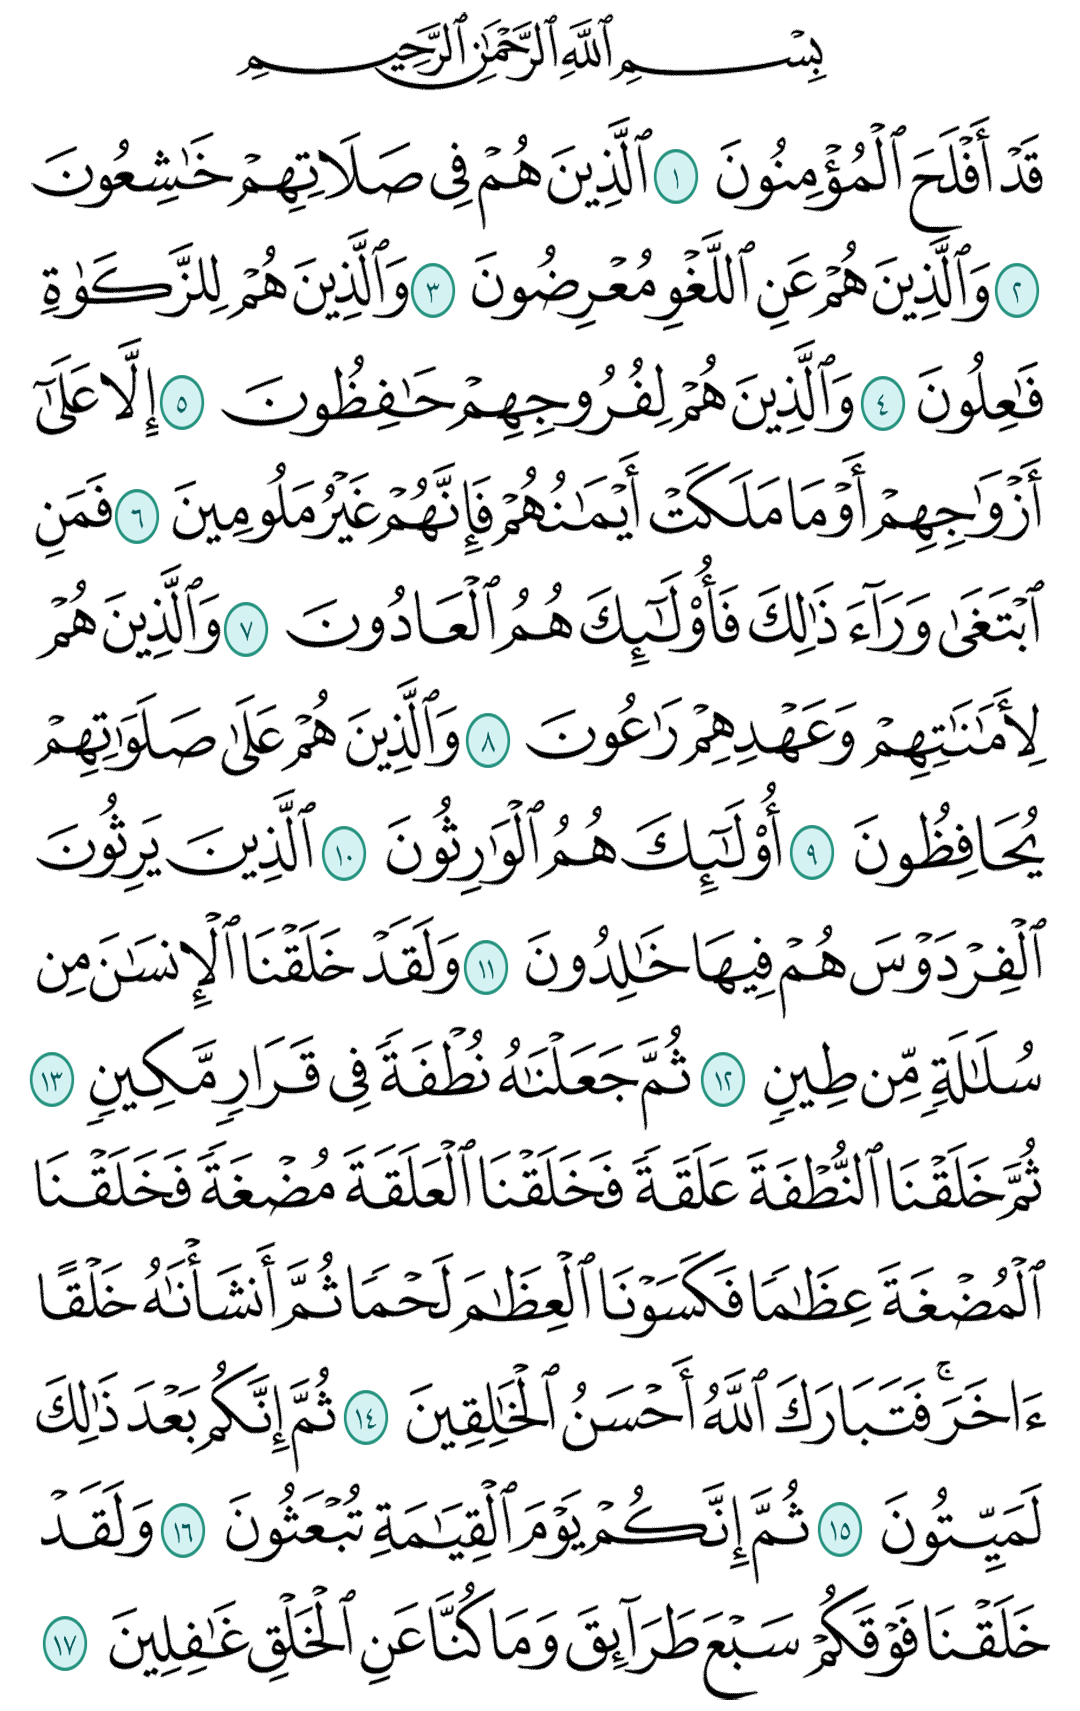 بِسْمِ ٱللَّهِ ٱلرَّحْمَٰنِ ٱلرَّحِيمِ
قَدْ أَفْلَحَ ٱلْمُؤْمِنُونَ ١ ٱلَّذِينَ هُمْ فِى صَلَاتِهِمْ خَٰشِعُونَ
٢ وَٱلَّذِينَ هُمْ عَنِ ٱللَّغْوِ مُعْرِضُونَ ٣ وَٱلَّذِينَ هُمْ لِلزَّكَوٰةِ
فَٰعِلُونَ ٤ وَٱلَّذِينَ هُمْ لِفُرُوجِهِمْ حَٰفِظُونَ ٥ إِلَّا عَلَىٰٓ
أَزْوَٰجِهِمْ أَوْ مَا مَلَكَتْ أَيْمَٰنُهُمْ فَإِنَّهُمْ غَيْرُ مَلُومِينَ ٦ فَمَنِ
ٱبْتَغَىٰ وَرَآءَ ذَٰلِكَ فَأُو۟لَٰٓئِكَ هُمُ ٱلْعَادُونَ ٧ وَٱلَّذِينَ هُمْ
لِأَمَٰنَٰتِهِمْ وَعَهْدِهِمْ رَٰعُونَ ٨ وَٱلَّذِينَ هُمْ عَلَىٰ صَلَوَٰتِهِمْ
يُحَافِظُونَ ٩ أُو۟لَٰٓئِكَ هُمُ ٱلْوَٰرِثُونَ ١٠ ٱلَّذِينَ يَرِثُونَ
ٱلْفِرْدَوْسَ هُمْ فِيهَا خَٰلِدُونَ ١١ وَلَقَدْ خَلَقْنَا ٱلْإِنسَٰنَ مِن
سُلَٰلَةٍ مِّن طِينٍ ١٢ ثُمَّ جَعَلْنَٰهُ نُطْفَةً فِى قَرَارٍ مَّكِينٍ ١٣
ثُمَّ خَلَقْنَا ٱلنُّطْفَةَ عَلَقَةً فَخَلَقْنَا ٱلْعَلَقَةَ مُضْغَةً فَخَلَقْنَا
ٱلْمُضْغَةَ عِظَٰمًا فَكَسَوْنَا ٱلْعِظَٰمَ لَحْمًا ثُمَّ أَنشَأْنَٰهُ خَلْقًا
ءَاخَرَ ۚ فَتَبَارَكَ ٱللَّهُ أَحْسَنُ ٱلْخَٰلِقِينَ ١٤ ثُمَّ إِنَّكُم بَعْدَ ذَٰلِكَ
لَمَيِّتُونَ ١٥ ثُمَّ إِنَّكُمْ يَوْمَ ٱلْقِيَٰمَةِ تُبْعَثُونَ ١٦ وَلَقَدْ
خَلَقْنَا فَوْقَكُمْ سَبْعَ طَرَآئِقَ وَمَا كُنَّا عَنِ ٱلْخَلْقِ غَٰفِلِينَ ١٧